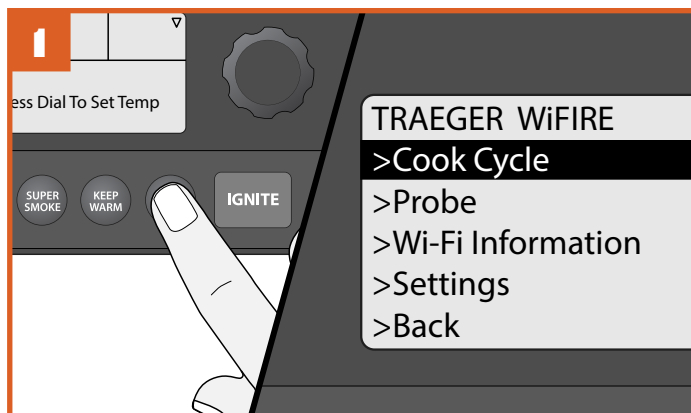 1
ess Dial To Set Temp
SUPER
SMOKE
KEEP
WARM
IGNITE
TRAEGER WiFIRE
>Cook Cycle
>Probe
>Wi-Fi Information
>Settings
>Back